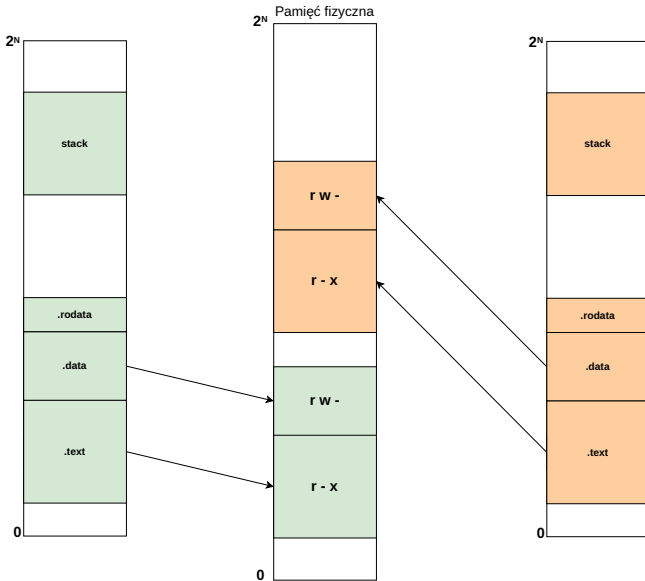 Pamięć fizyczna
2ᴺ
stack
.rodata
.data
.text
0
2ᴺ
r w -
r - x
r w -
r - x
0
2ᴺ
stack
.rodata
.data
.text
0